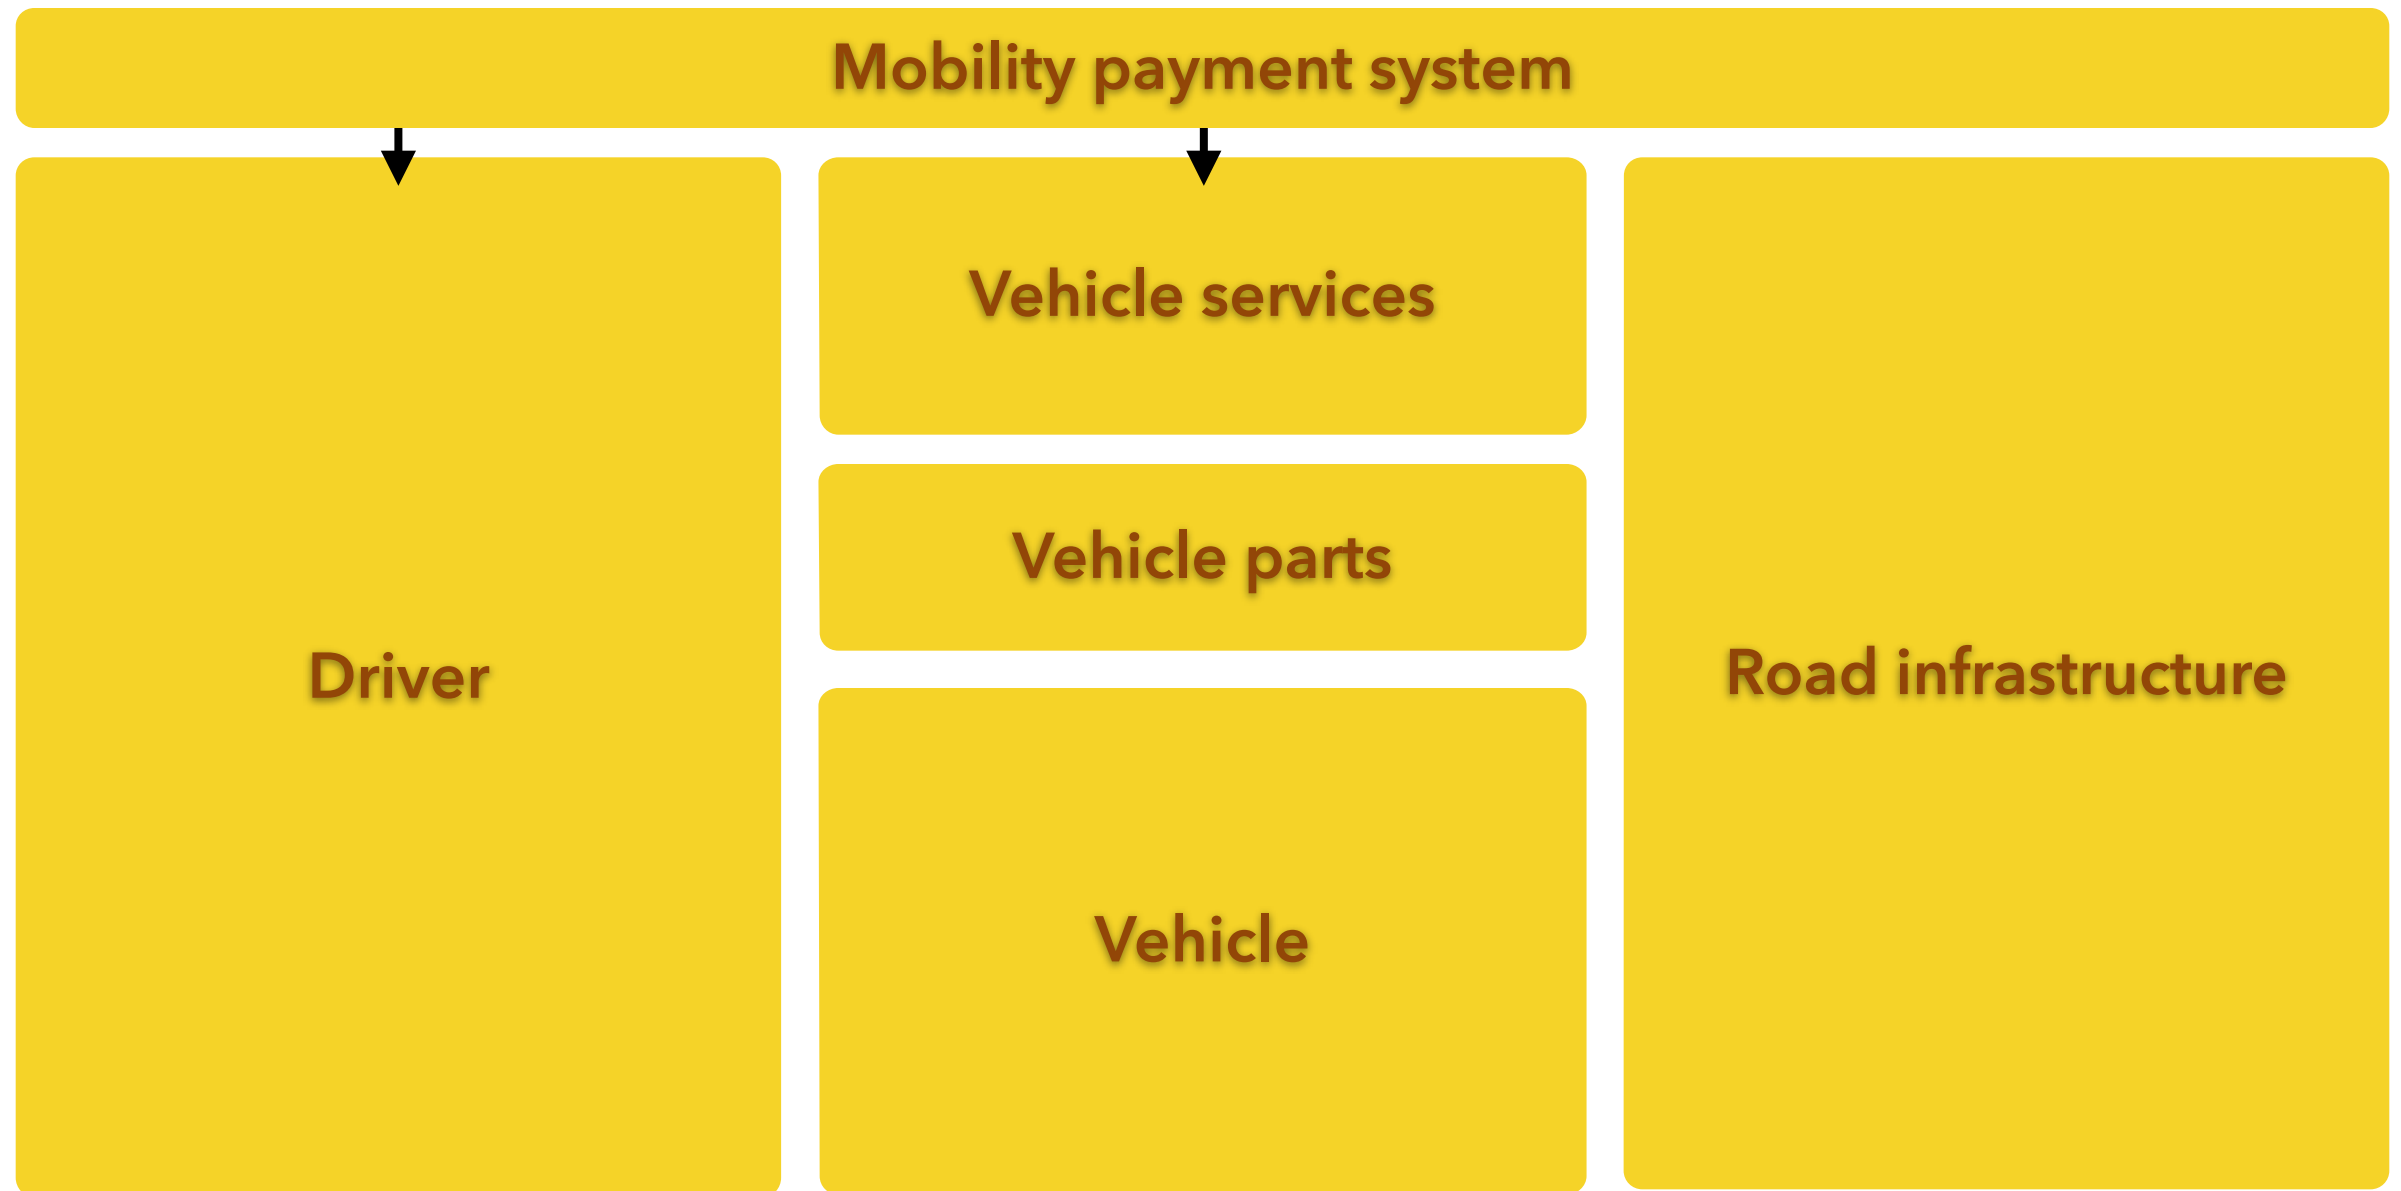 Mobility payment system
Vehicle services
Vehicle parts
Driver
Road infrastructure
Vehicle